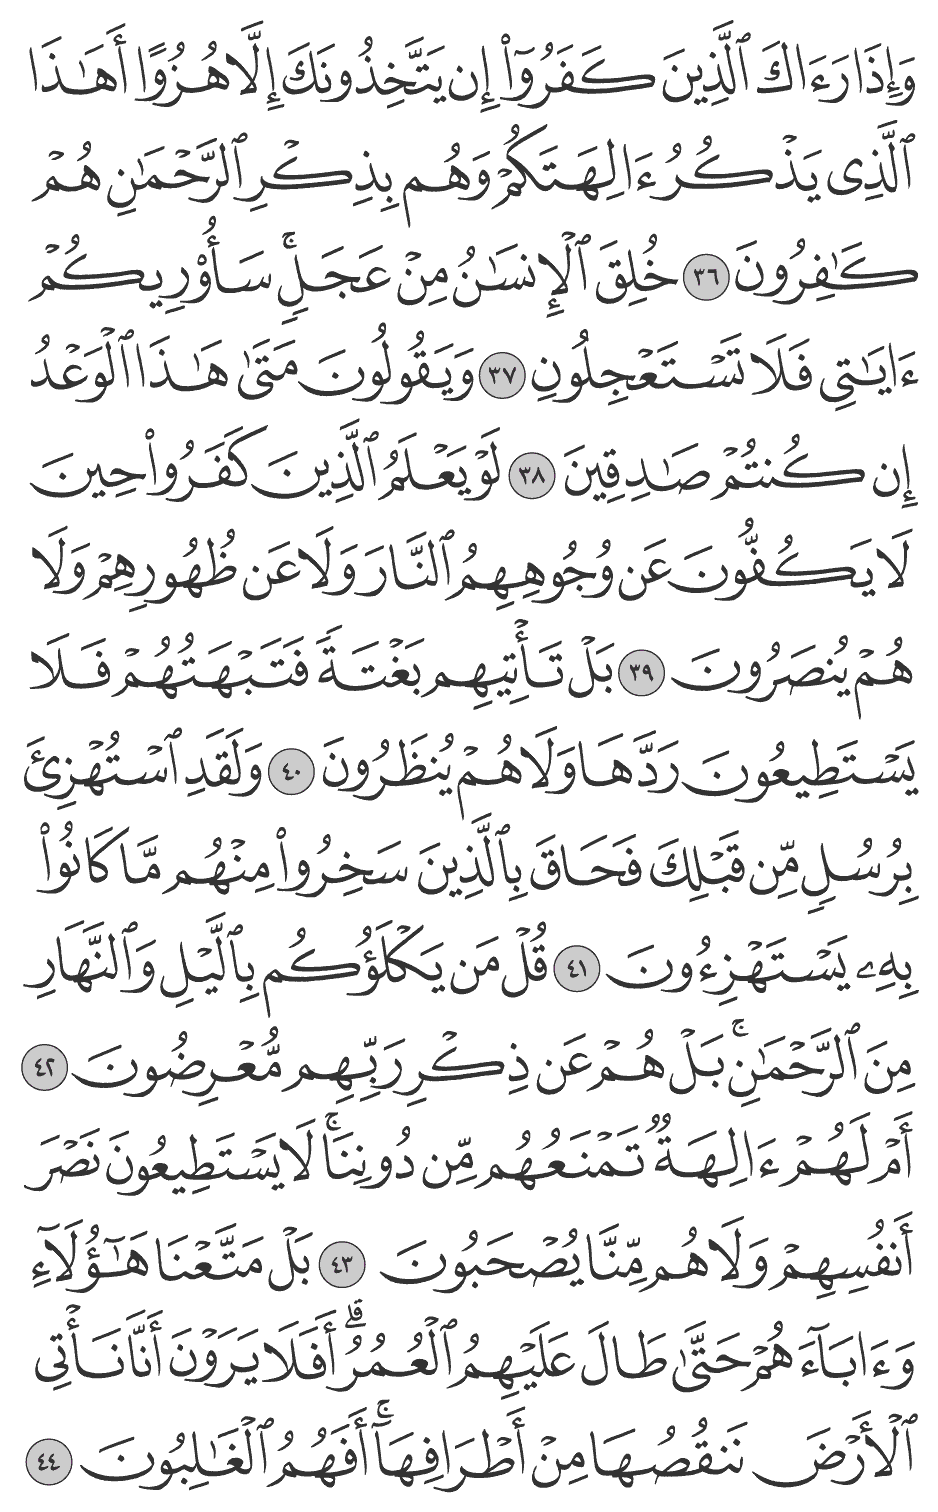 وَإِذَا رَءَاكَ ٱلَّذِينَ كَفَرُوٓا۟ إِن يَتَّخِذُونَكَ إِلَّا هُزُوًا أَهَـٰذَا
ٱلَّذِى يَذْكُرُ ءَالِهَتَكُمْ وَهُم بِذِكْرِ ٱلرَّحْمَـٰنِ هُمْ
كَـٰفِرُونَ ٣٦ خُلِقَ ٱلْإِنسَـٰنُ مِنْ عَجَلٍۢ ۚ سَأُو۟رِيكُمْ
ءَايَـٰتِى فَلَا تَسْتَعْجِلُونِ ٣٧ وَيَقُولُونَ مَتَىٰ هَـٰذَا ٱلْوَعْدُ
إِن كُنتُمْ صَـٰدِقِينَ ٣٨ لَوْ يَعْلَمُ ٱلَّذِينَ كَفَرُوا۟ حِينَ
لَا يَكُفُّونَ عَن وُجُوهِهِمُ ٱلنَّارَ وَلَا عَن ظُهُورِهِمْ وَلَا
هُمْ يُنصَرُونَ ٣٩ بَلْ تَأْتِيهِم بَغْتَةًۭ فَتَبْهَتُهُمْ فَلَا
يَسْتَطِيعُونَ رَدَّهَا وَلَا هُمْ يُنظَرُونَ ٤٠ وَلَقَدِ ٱسْتُهْزِئَ
بِرُسُلٍۢ مِّن قَبْلِكَ فَحَاقَ بِٱلَّذِينَ سَخِرُوا۟ مِنْهُم مَّا كَانُوا۟
بِهِۦ يَسْتَهْزِءُونَ ٤١ قُلْ مَن يَكْلَؤُكُم بِٱلَّيْلِ وَٱلنَّهَارِ
مِنَ ٱلرَّحْمَـٰنِ ۗ بَلْ هُمْ عَن ذِكْرِ رَبِّهِم مُّعْرِضُونَ ٤٢
أَمْ لَهُمْ ءَالِهَةٌۭ تَمْنَعُهُم مِّن دُونِنَا ۚ لَا يَسْتَطِيعُونَ نَصْرَ
أَنفُسِهِمْ وَلَا هُم مِّنَّا يُصْحَبُونَ ٤٣ بَلْ مَتَّعْنَا هَـٰٓؤُلَآءِ
وَءَابَآءَهُمْ حَتَّىٰ طَالَ عَلَيْهِمُ ٱلْعُمُرُ ۗ أَفَلَا يَرَوْنَ أَنَّا نَأْتِى
ٱلْأَرْضَ نَنقُصُهَا مِنْ أَطْرَافِهَآ ۚ أَفَهُمُ ٱلْغَـٰلِبُونَ ٤٤